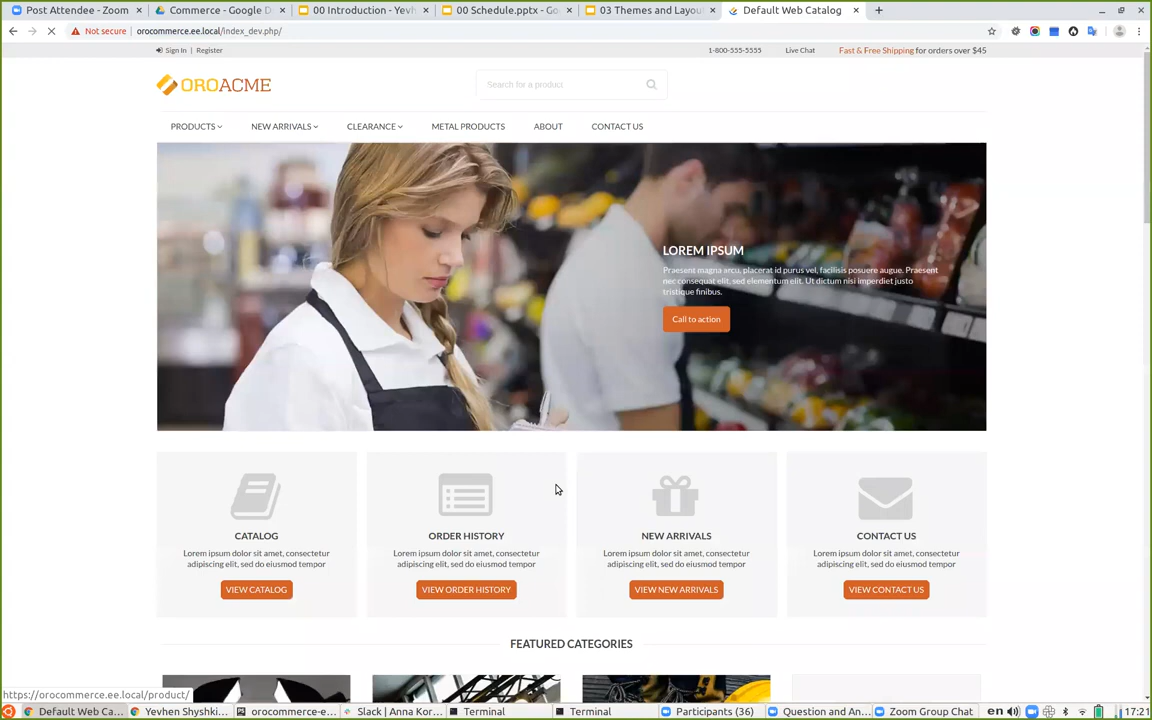 Post Attendee - Zoom
Commerce - Google D
00 Introduction - Yevh
00 Schedule.pptx - Go
03 Themes and Layou
Default Web Catalog
Not secure
orocommerce.ee.local/index_dev.php/
Sign In | Register
1-800-555-5555
Live Chat
Fast & Free Shipping for orders over $45
OROACME
Search for a product
PRODUCTS
NEW ARRIVALS
CLEARANCE
METAL PRODUCTS
ABOUT
CONTACT US
LOREM IPSUM
Praesent magna arcu, placerat id purus vel, facilisis posuere augue. Praesent
nec consequat elit, sed elementum elit. Ut dictum nisi imperdiet justo
tristique finibus.
Call to action
CATALOG
Lorem ipsum dolor sit amet, consectetur
adipiscing elit, sed do eiusmod tempor
VIEW CATALOG
ORDER HISTORY
Lorem ipsum dolor sit amet, consectetur
adipiscing elit, sed do eiusmod tempor
VIEW ORDER HISTORY
NEW ARRIVALS
Lorem ipsum dolor sit amet, consectetur
adipiscing elit, sed do eiusmod tempor
VIEW NEW ARRIVALS
CONTACT US
Lorem ipsum dolor sit amet, consectetur
adipiscing elit, sed do eiusmod tempor
VIEW CONTACT US
FEATURED CATEGORIES
https://orocommerce.ee.local/product/
Default Web Ca...
Yevhen Shyshki...
orocommerce-e...
Slack | Anna Kor...
Terminal
Terminal
Participants (36)
Question and An...
Zoom Group Chat
en
17:21